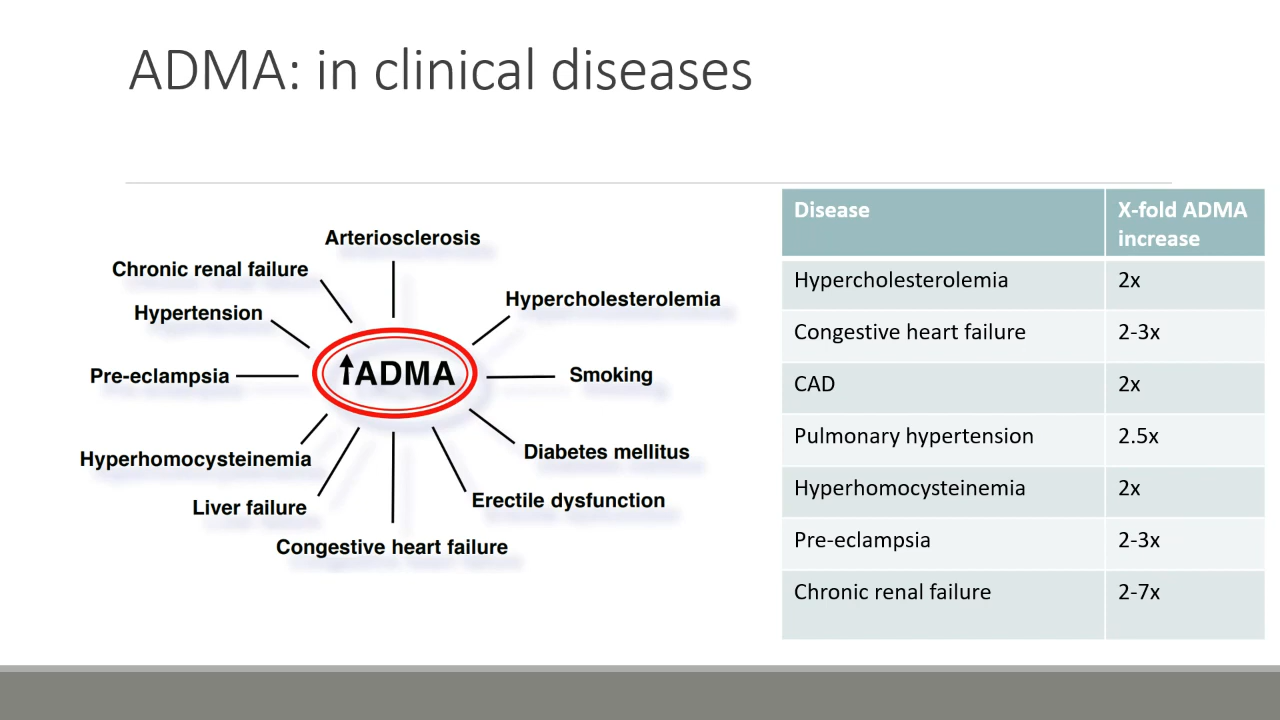 ADMA: in clinical diseases
Arteriosclerosis
Chronic renal failure
Hypercholesterolemia
Hypertension
↑ADMA
Pre-eclampsia
Smoking
Hyperhomocysteinemia
Diabetes mellitus
Liver failure
Erectile dysfunction
Congestive heart failure
Disease X-fold ADMA
increase
Hypercholesterolemia 2x
Congestive heart failure 2-3x
CAD 2x
Pulmonary hypertension 2.5x
Hyperhomocysteinemia 2x
Pre-eclampsia 2-3x
Chronic renal failure 2-7x